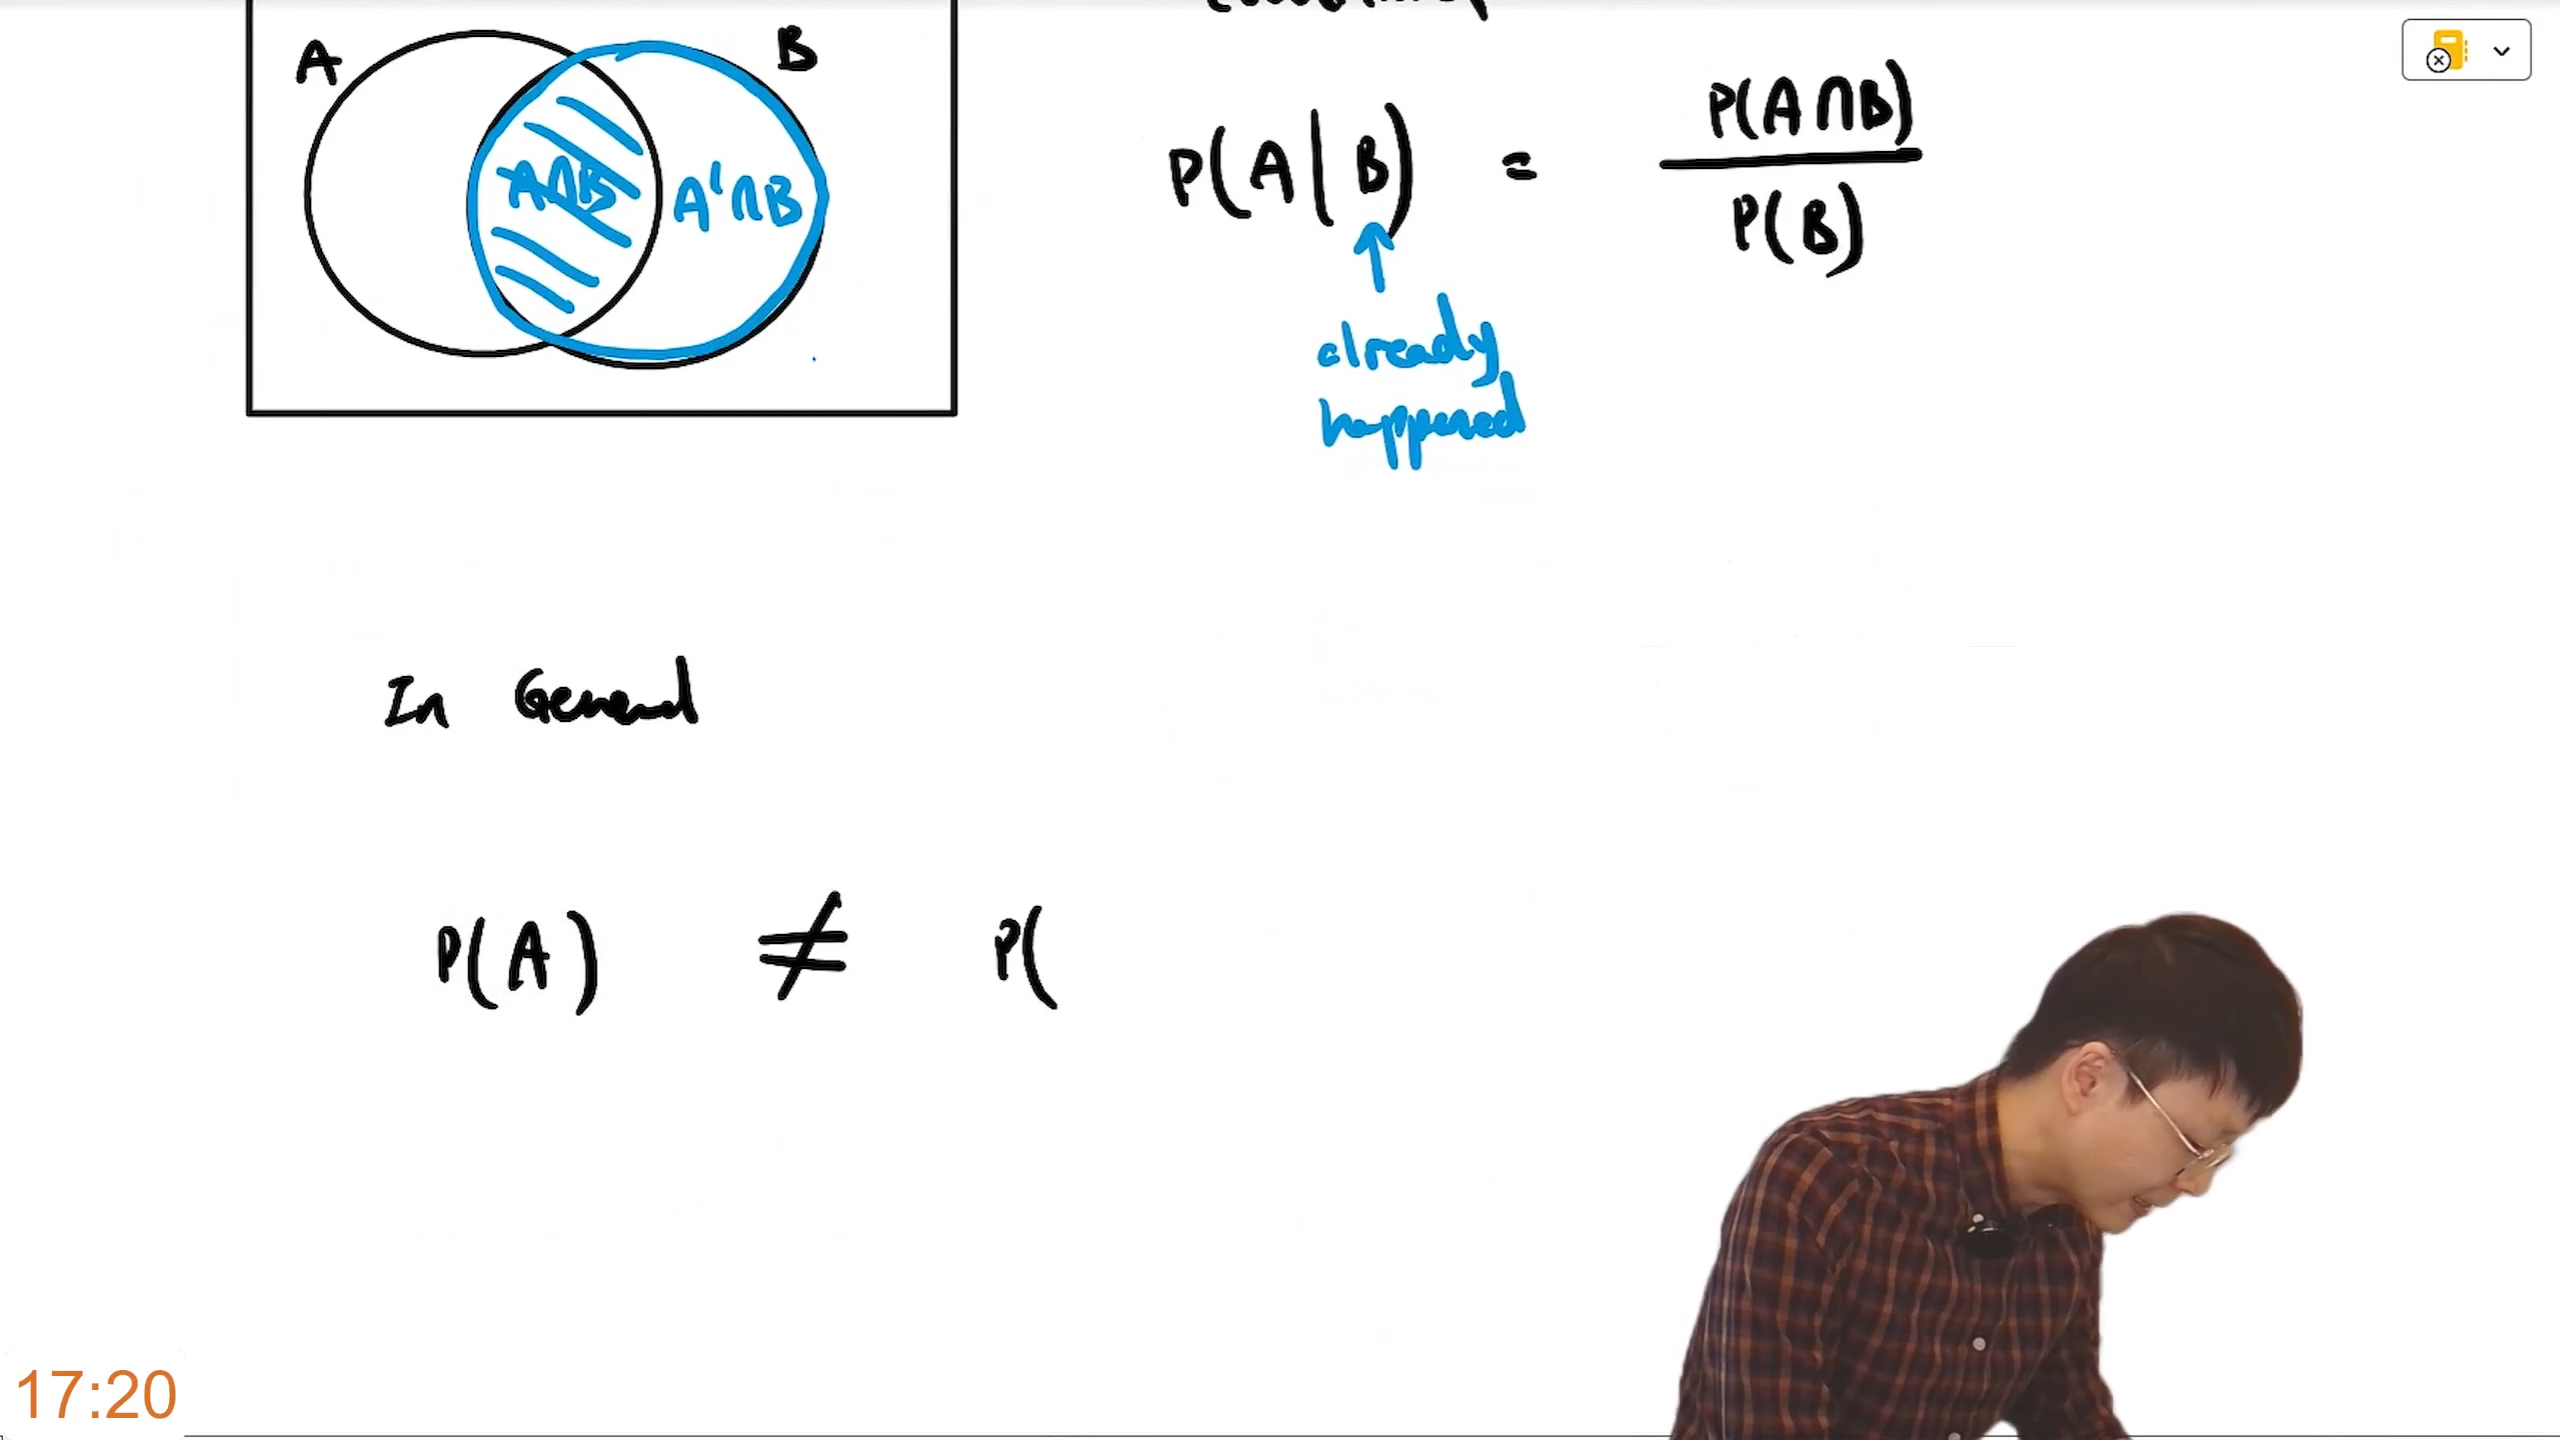 A B
A∩B A'∩B
P(A|B) = P(A∩B)
P(B)
↑
already
happened
In General
P(A) ≠ P(
17:20